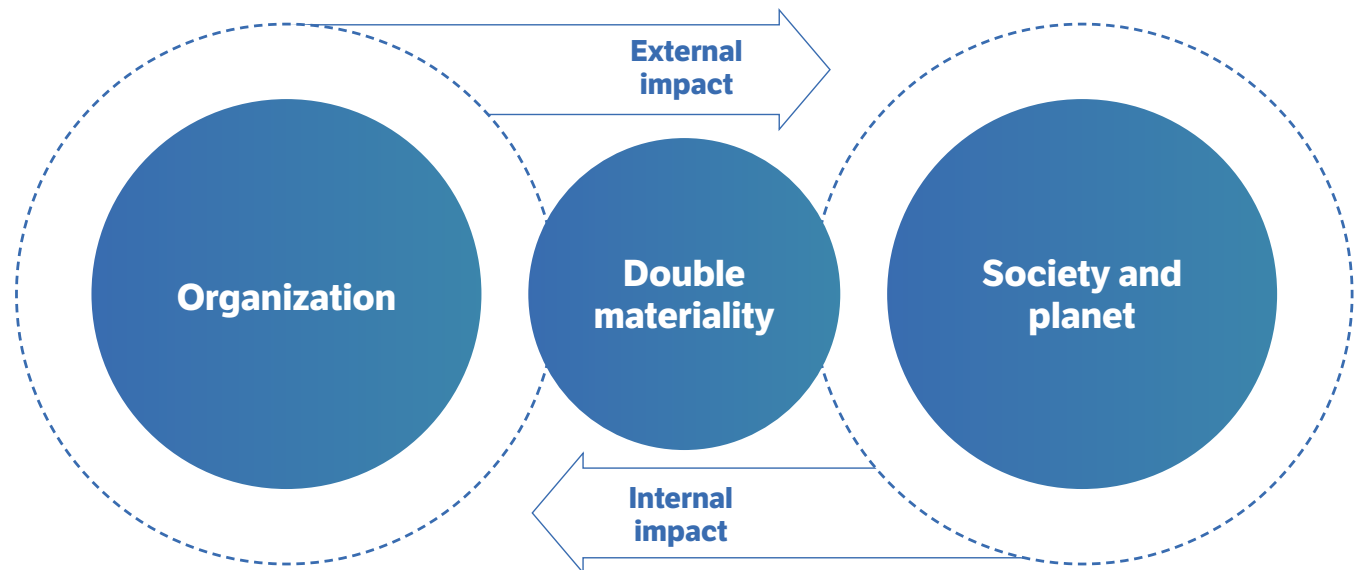 External
impact
Organization
Double
materiality
Society and
planet
Internal
impact